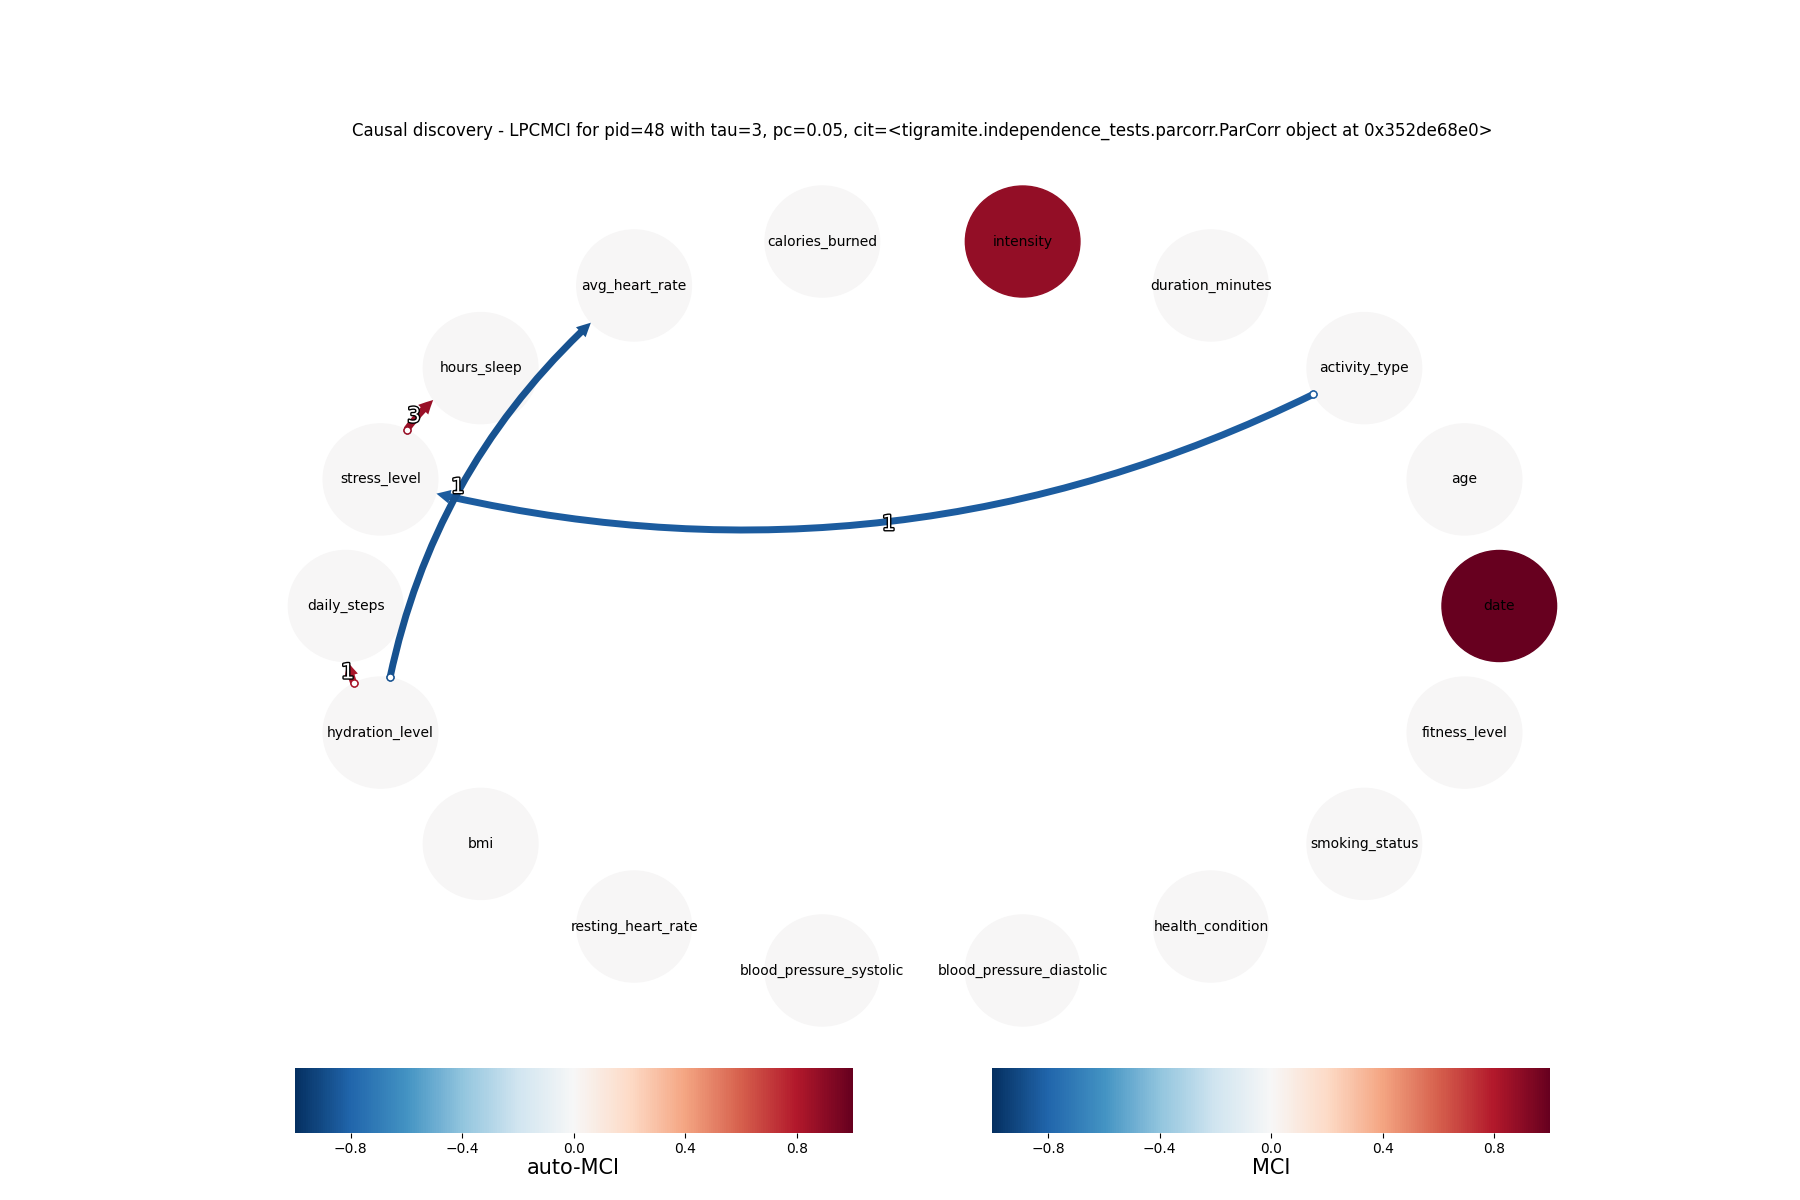 Causal discovery - LPCMCI for pid=48 with tau=3, pc=0.05, cit=<tigramite.independence_tests.parcorr.ParCorr object at 0x352de68e0>
calories_burned
intensity
avg_heart_rate
duration_minutes
hours_sleep
activity_type
3
stress_level
1
age
1
daily_steps
date
1
hydration_level
fitness_level
bmi
smoking_status
resting_heart_rate
health_condition
blood_pressure_systolic
blood_pressure_diastolic
−0.8 −0.4 0.0 0.4 0.8
auto-MCI
−0.8 −0.4 0.0 0.4 0.8
MCI